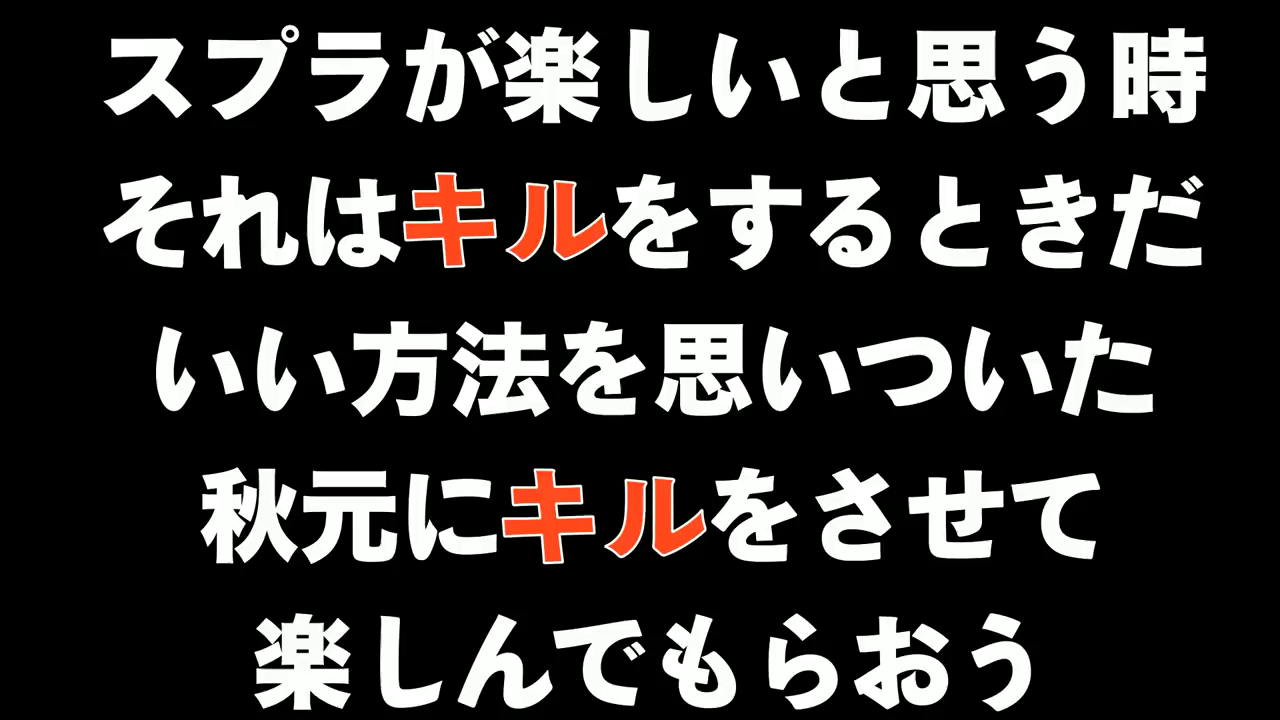 スプラが楽しいと思う時
それはキルをするときだ
いい方法を思いついた
秋元にキルをさせて
楽しんでもらおう